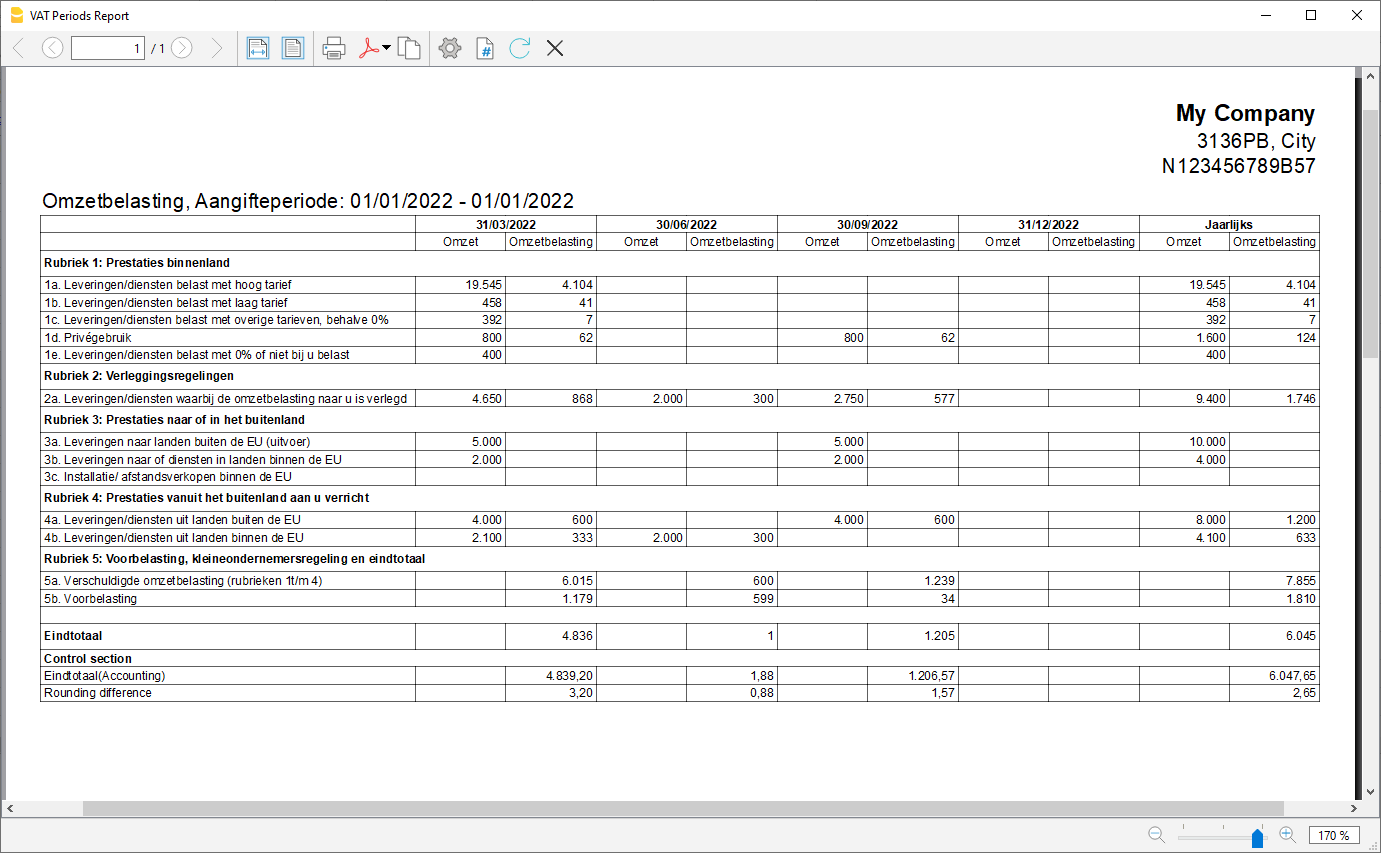 VAT Periods Report
1 / 1
My Company
3136PB, City
N123456789B57
Omzetbelasting, Aangifteperiode: 01/01/2022 - 01/01/2022
31/03/2022 30/06/2022 30/09/2022 31/12/2022 Jaarlijks
Omzet Omzetbelasting Omzet Omzetbelasting Omzet Omzetbelasting Omzet Omzetbelasting Omzet Omzetbelasting
Rubriek 1: Prestaties binnenland
1a. Leveringen/diensten belast met hoog tarief 19.545 4.104 19.545 4.104
1b. Leveringen/diensten belast met laag tarief 458 41 458 41
1c. Leveringen/diensten belast met overige tarieven, behalve 0% 392 7 392 7
1d. Privégebruik 800 62 800 62 1.600 124
1e. Leveringen/diensten belast met 0% of niet bij u belast 400 400
Rubriek 2: Verleggingsregelingen
2a. Leveringen/diensten waarbij de omzetbelasting naar u is verlegd 4.650 868 2.000 300 2.750 577 9.400 1.746
Rubriek 3: Prestaties naar of in het buitenland
3a. Leveringen naar landen buiten de EU (uitvoer) 5.000 5.000 10.000
3b. Leveringen naar of diensten in landen binnen de EU 2.000 2.000 4.000
3c. Installatie/ afstandsverkopen binnen de EU
Rubriek 4: Prestaties vanuit het buitenland aan u verricht
4a. Leveringen/diensten uit landen buiten de EU 4.000 600 4.000 600 8.000 1.200
4b. Leveringen/diensten uit landen binnen de EU 2.100 333 2.000 300 4.100 633
Rubriek 5: Voorbelasting, kleineondernemersregeling en eindtotaal
5a. Verschuldigde omzetbelasting (rubrieken 1t/m 4) 6.015 600 1.239 7.855
5b. Voorbelasting 1.179 599 34 1.810
Eindtotaal 4.836 1 1.205 6.045
Control section
Eindtotaal(Accounting) 4.839,20 1,88 1.206,57 6.047,65
Rounding difference 3,20 0,88 1,57 2,65
170 %